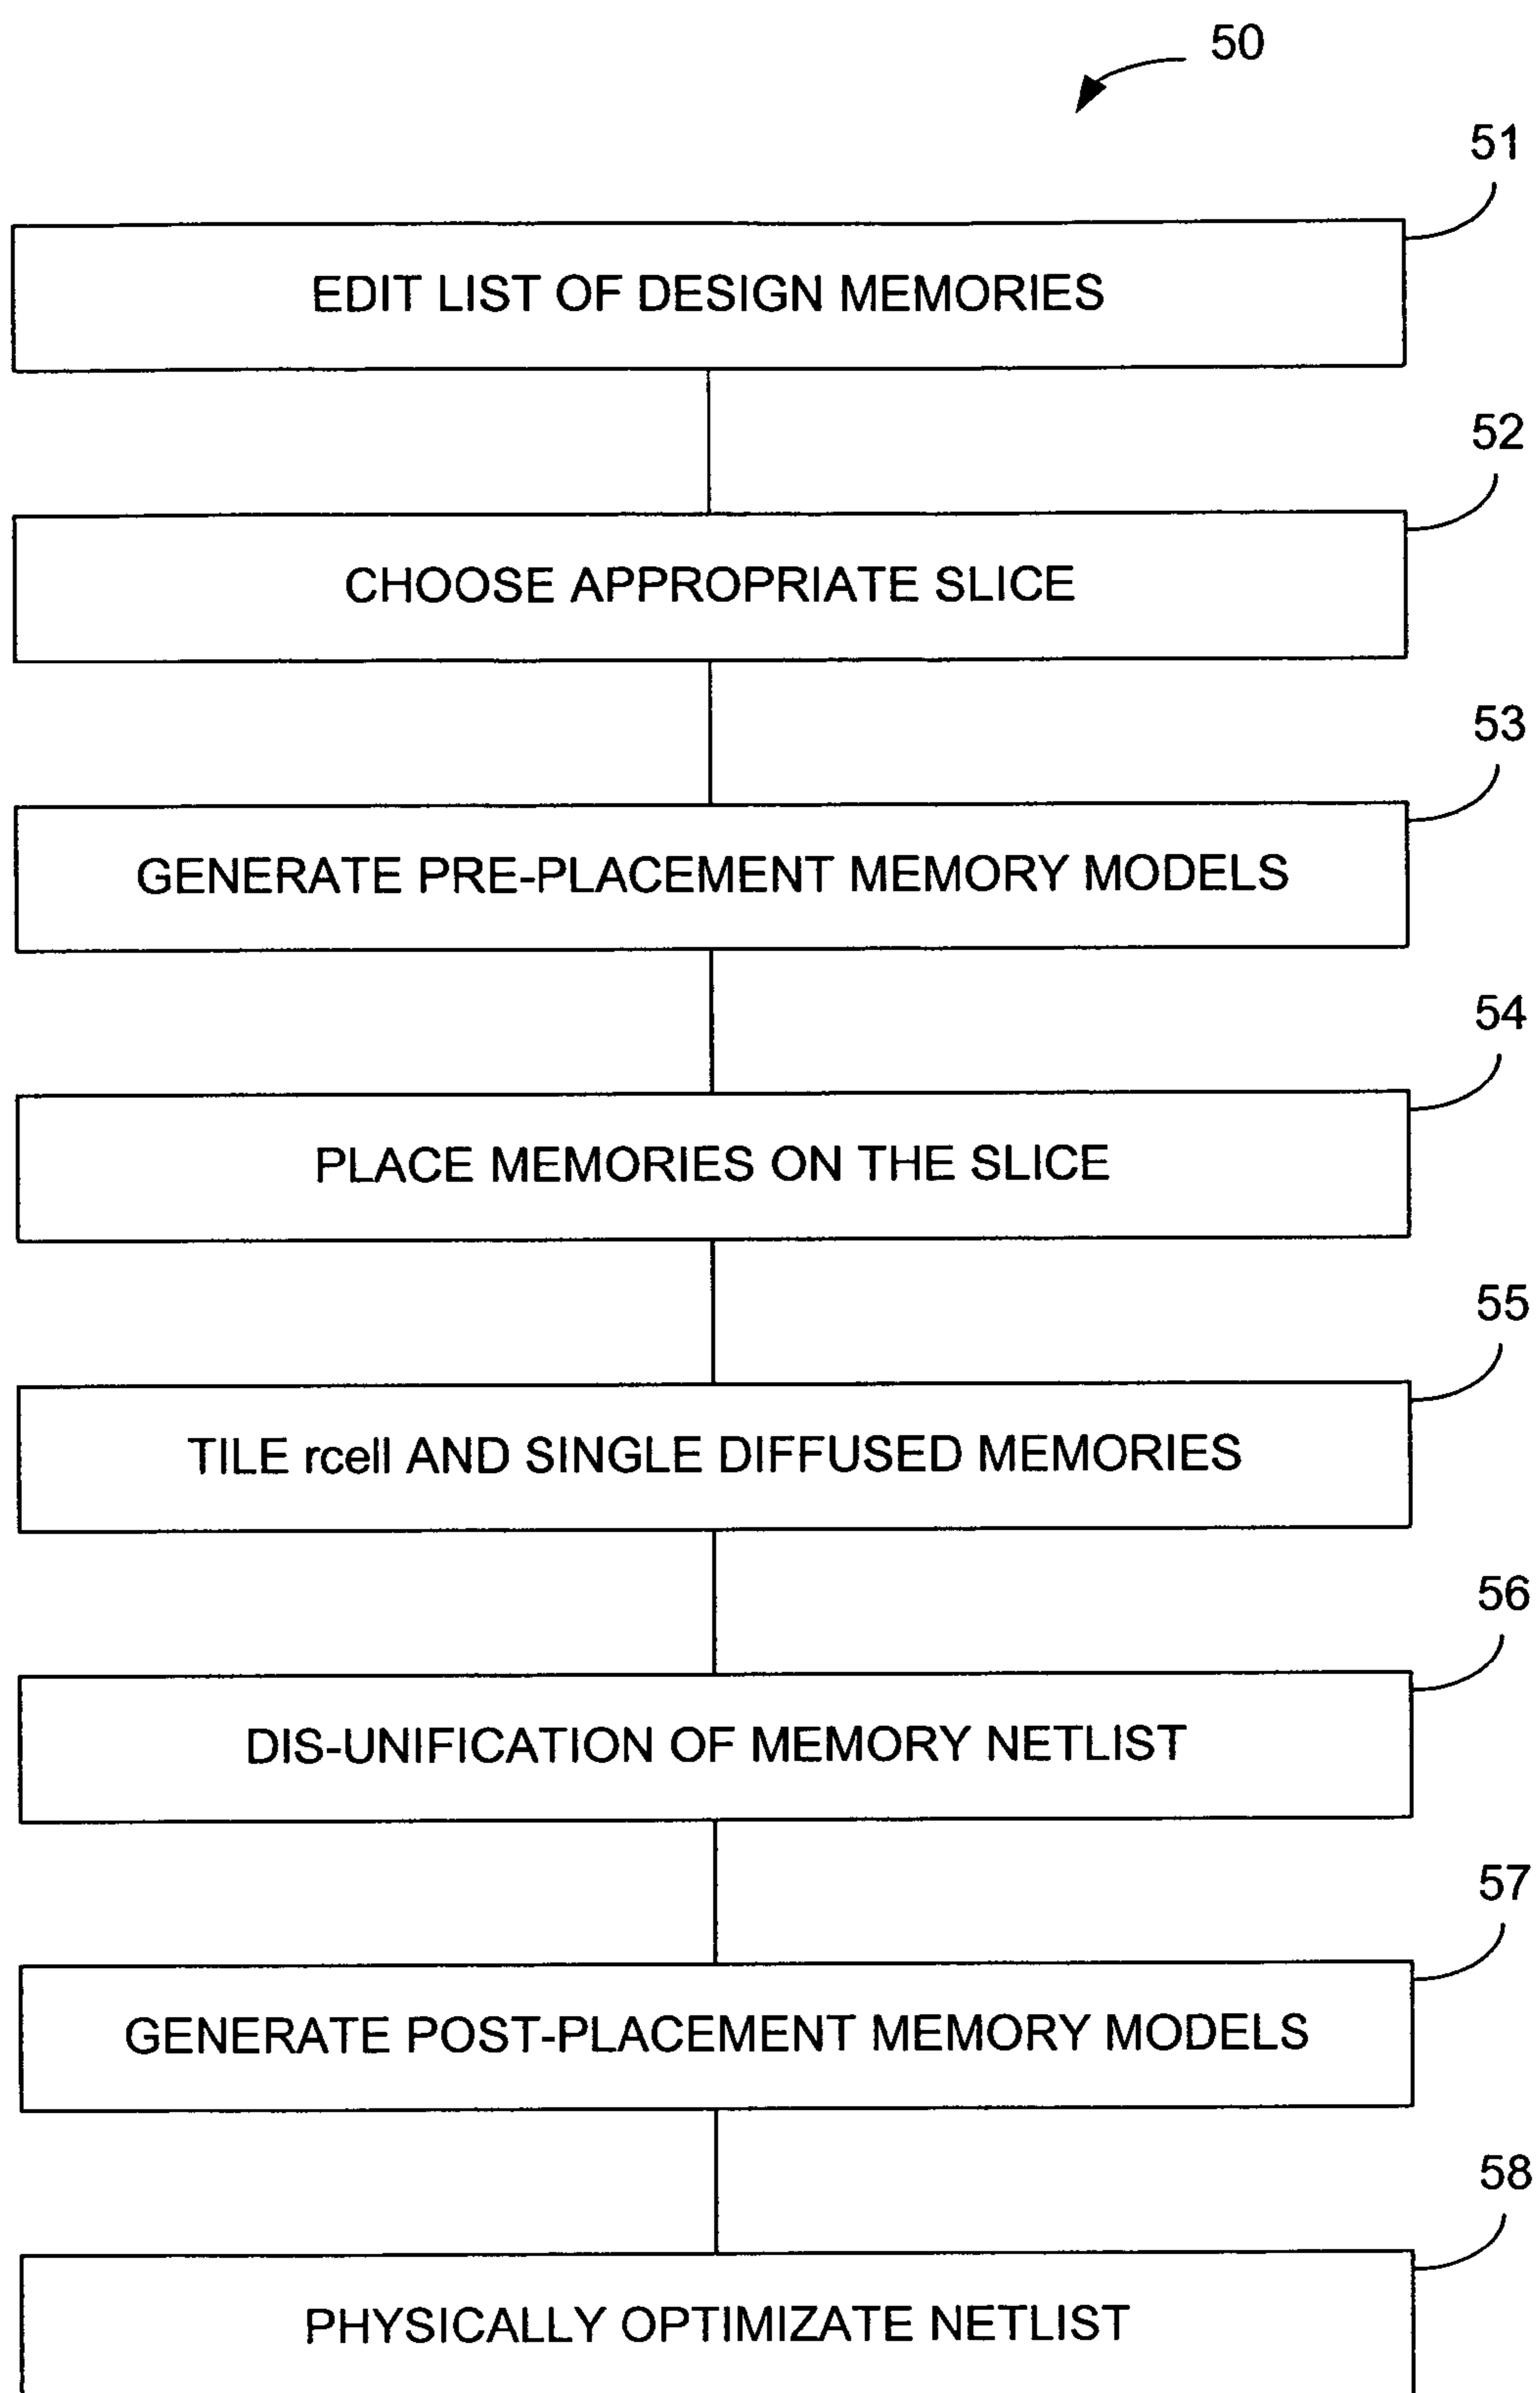 50
51
EDIT LIST OF DESIGN MEMORIES
52
CHOOSE APPROPRIATE SLICE
53
GENERATE PRE-PLACEMENT MEMORY MODELS
54
PLACE MEMORIES ON THE SLICE
55
TILE rcell AND SINGLE DIFFUSED MEMORIES
56
DIS-UNIFICATION OF MEMORY NETLIST
57
GENERATE POST-PLACEMENT MEMORY MODELS
58
PHYSICALLY OPTIMIZATE NETLIST